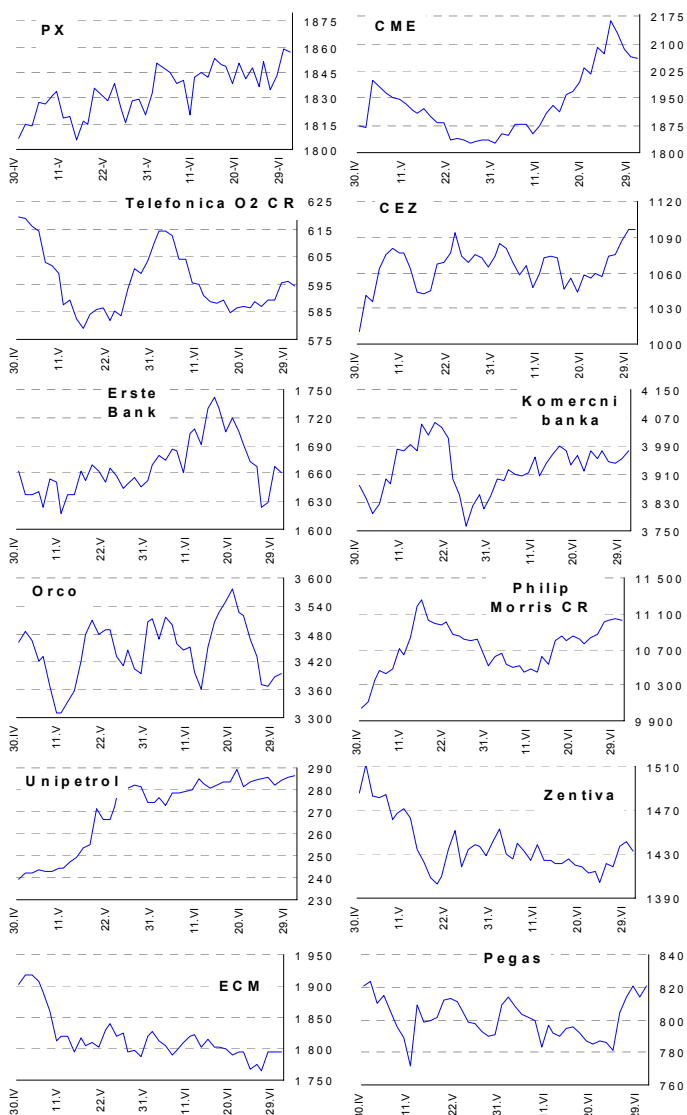 PX
1875
1860
1845
1830
1815
1800
30-IV
11-V
22-V
31-V
11-VI
20.VI
29.VI
CME
2175
2100
2025
1950
1875
1800
30.IV
11.V
22.V
31.V
11.VI
20.VI
29.VI
Telefonica O2 CR
625
615
605
595
585
575
30.IV
11.V
22.V
31.V
11.VI
20.VI
29.VI
CEZ
1120
1090
1060
1030
1000
30.IV
11.V
22.V
31.V
11.VI
20.VI
29.VI
Erste
Bank
1 750
1 720
1 690
1 660
1 630
1 600
30.IV
11.V
22.V
31.V
11.VI
20.VI
29.VI
Komercni
banka
4 150
4 070
3 990
3 910
3 830
3 750
30.IV
11.V
22.V
31.V
11.VI
20.VI
29.VI
Orco
3 600
3 540
3 480
3 420
3 360
3 300
30.IV
11.V
22.V
31.V
11.VI
20.VI
29.VI
Philip
Morris CR
11 500
11 100
10 700
10 300
9 900
30.IV
11.V
22.V
31.V
11.VI
20.VI
29.VI
Unipetrol
290
280
270
260
250
240
230
30.IV
11.V
22.V
31.V
11.VI
20.VI
29.VI
Zentiva
1510
1470
1430
1390
30.IV
11.V
22.V
31.V
11.VI
20.VI
29.VI
ECM
1 950
1 900
1 850
1 800
1 750
30.IV
11.V
22.V
31.V
11.VI
20.VI
29.VI
Pegas
840
820
800
780
760
30.IV
11.V
22.V
31.V
11.VI
20.VI
29.VI